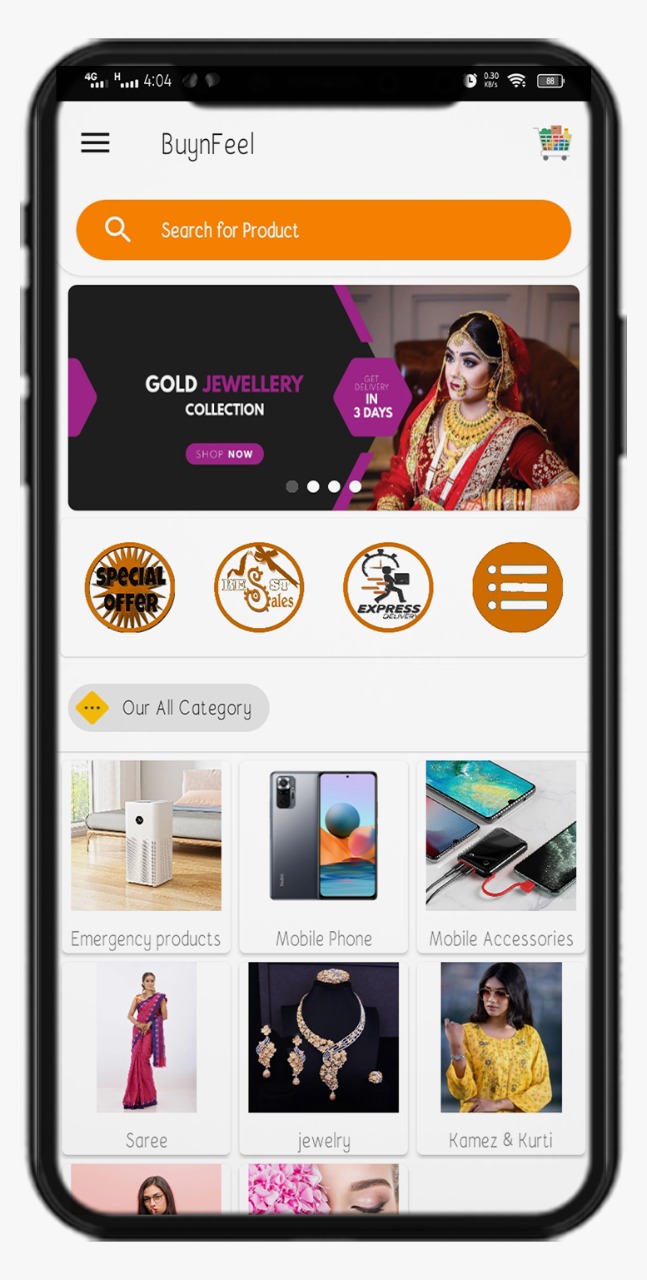 4G H 4:04 0.30
KB/s 88
BuynFeel
Search for Product
GOLD JEWELLERY
COLLECTION
SHOP NOW
GET
DELIVERY
IN
3 DAYS
SPECIAL
OFFER
BEST
Sales
EXPRESS
DELIVERY
Our All Category
Emergency products
Mobile Phone
Mobile Accessories
Saree
jewelry
Kamez & Kurti